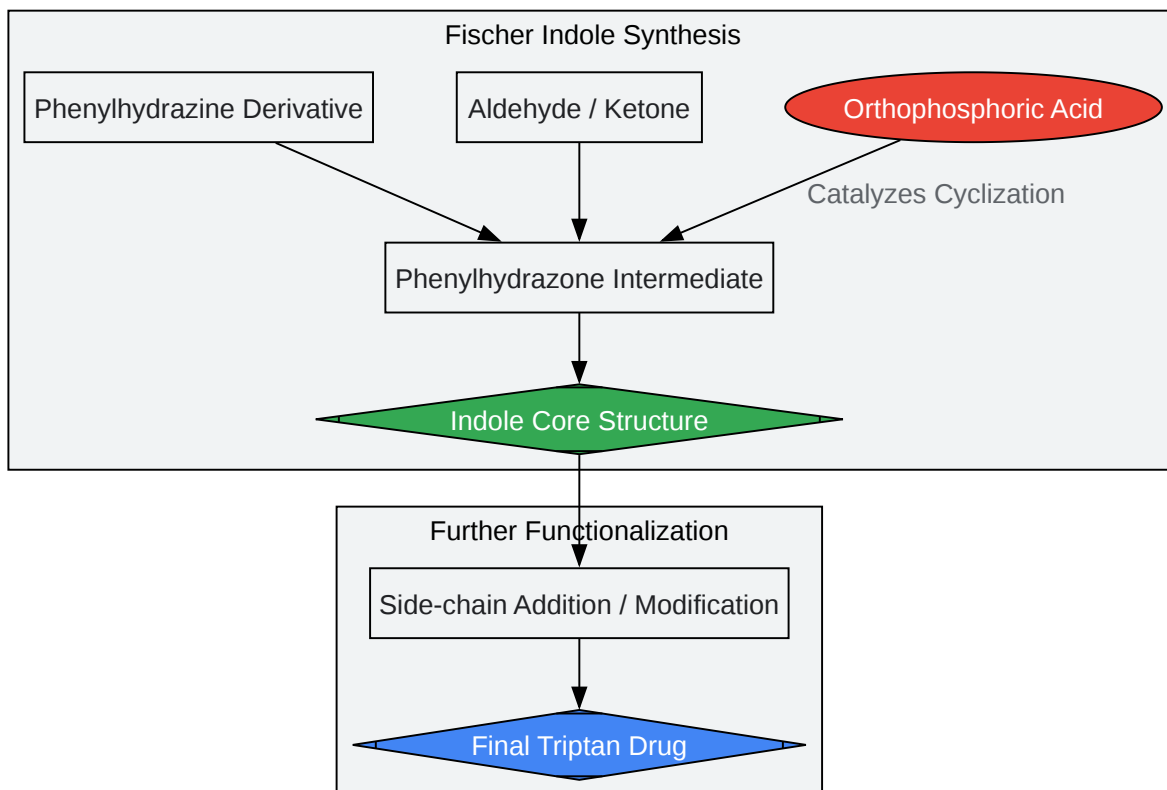 Fischer Indole Synthesis
Phenylhydrazine Derivative
Aldehyde / Ketone
Orthophosphoric Acid
Catalyzes Cyclization
Phenylhydrazone Intermediate
Indole Core Structure
Further Functionalization
Side-chain Addition / Modification
Final Triptan Drug